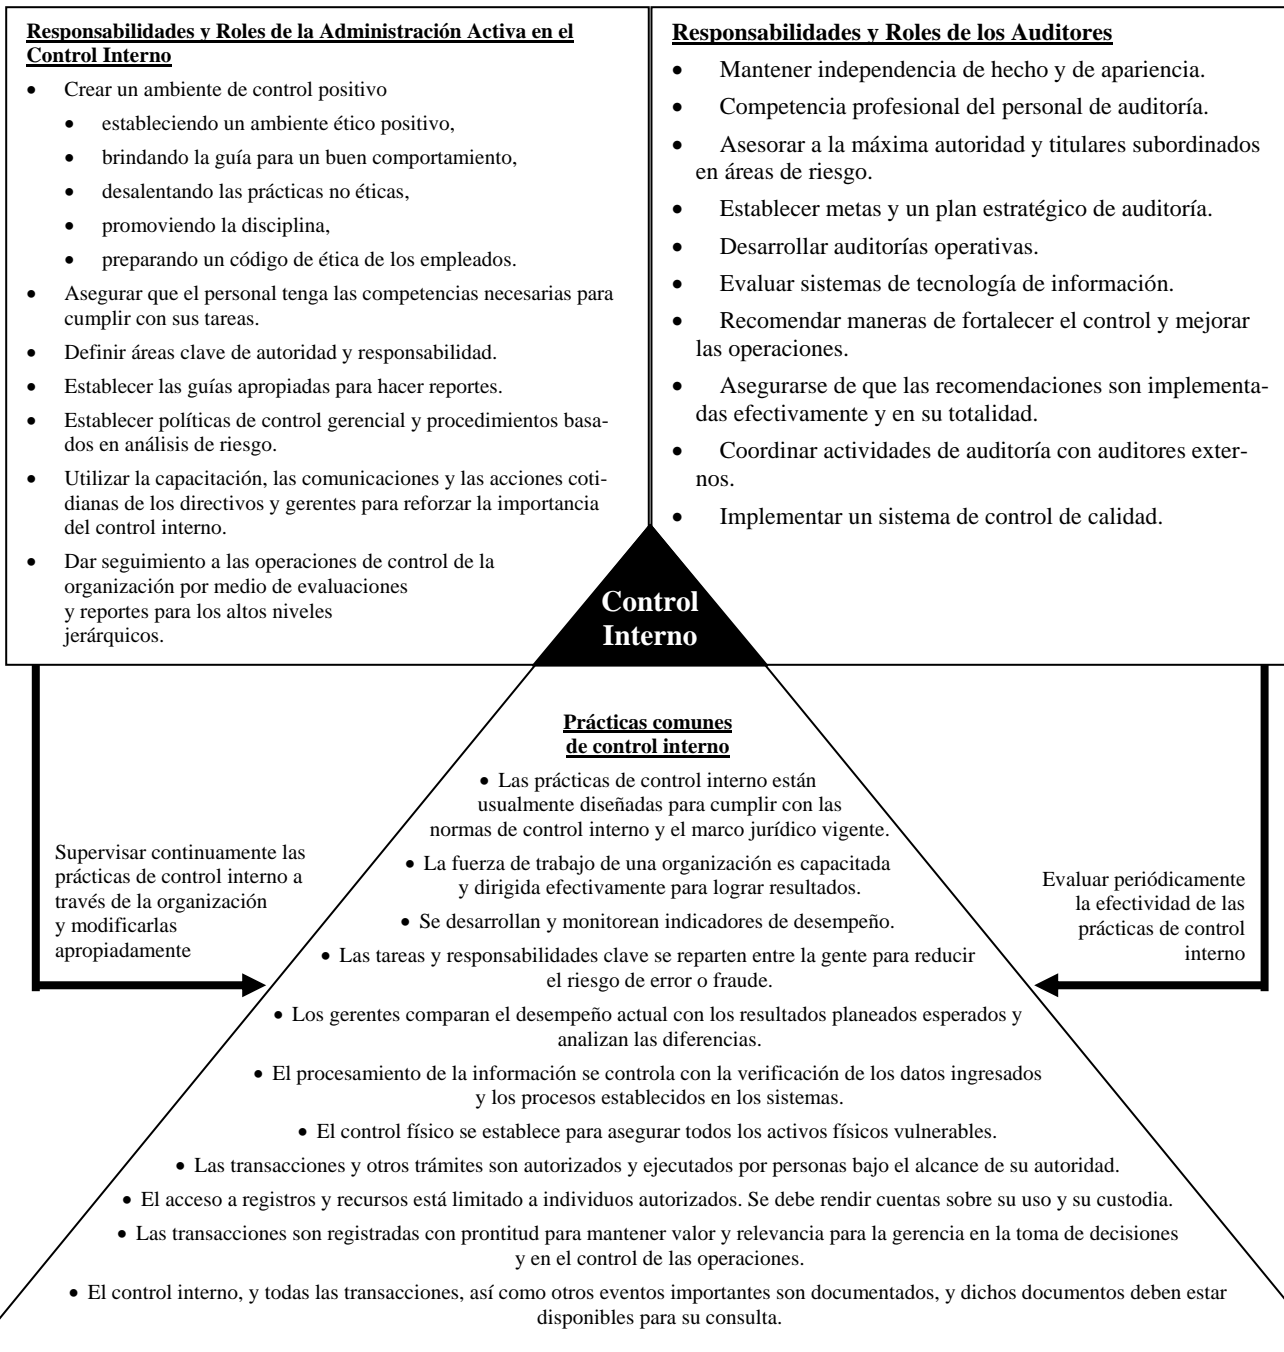 Responsabilidades y Roles de la Administración Activa en el
Control Interno
• Crear un ambiente de control positivo
• estableciendo un ambiente ético positivo,
• brindando la guía para un buen comportamiento,
• desalentando las prácticas no éticas,
• promoviendo la disciplina,
• preparando un código de ética de los empleados.
• Asegurar que el personal tenga las competencias necesarias para
cumplir con sus tareas.
• Definir áreas clave de autoridad y responsabilidad.
• Establecer las guías apropiadas para hacer reportes.
• Establecer políticas de control gerencial y procedimientos basa-
dos en análisis de riesgo.
• Utilizar la capacitación, las comunicaciones y las acciones coti-
dianas de los directivos y gerentes para reforzar la importancia
del control interno.
• Dar seguimiento a las operaciones de control de la
organización por medio de evaluaciones
y reportes para los altos niveles
jerárquicos.
Responsabilidades y Roles de los Auditores
• Mantener independencia de hecho y de apariencia.
• Competencia profesional del personal de auditoría.
• Asesorar a la máxima autoridad y titulares subordinados
en áreas de riesgo.
• Establecer metas y un plan estratégico de auditoría.
• Desarrollar auditorías operativas.
• Evaluar sistemas de tecnología de información.
• Recomendar maneras de fortalecer el control y mejorar
las operaciones.
• Asegurarse de que las recomendaciones son implementa-
das efectivamente y en su totalidad.
• Coordinar actividades de auditoría con auditores exter-
nos.
• Implementar un sistema de control de calidad.
Control
Interno
Prácticas comunes
de control interno
• Las prácticas de control interno están
usualmente diseñadas para cumplir con las
normas de control interno y el marco jurídico vigente.
• La fuerza de trabajo de una organización es capacitada
y dirigida efectivamente para lograr resultados.
• Se desarrollan y monitorean indicadores de desempeño.
• Las tareas y responsabilidades clave se reparten entre la gente para reducir
el riesgo de error o fraude.
• Los gerentes comparan el desempeño actual con los resultados planeados esperados y
analizan las diferencias.
• El procesamiento de la información se controla con la verificación de los datos ingresados
y los procesos establecidos en los sistemas.
• El control físico se establece para asegurar todos los activos físicos vulnerables.
• Las transacciones y otros trámites son autorizados y ejecutados por personas bajo el alcance de su autoridad.
• El acceso a registros y recursos está limitado a individuos autorizados. Se debe rendir cuentas sobre su uso y su custodia.
• Las transacciones son registradas con prontitud para mantener valor y relevancia para la gerencia en la toma de decisiones
y en el control de las operaciones.
• El control interno, y todas las transacciones, así como otros eventos importantes son documentados, y dichos documentos deben estar
disponibles para su consulta.
Supervisar continuamente las
prácticas de control interno a
través de la organización
y modificarlas
apropiadamente
Evaluar periódicamente
la efectividad de las
prácticas de control
interno